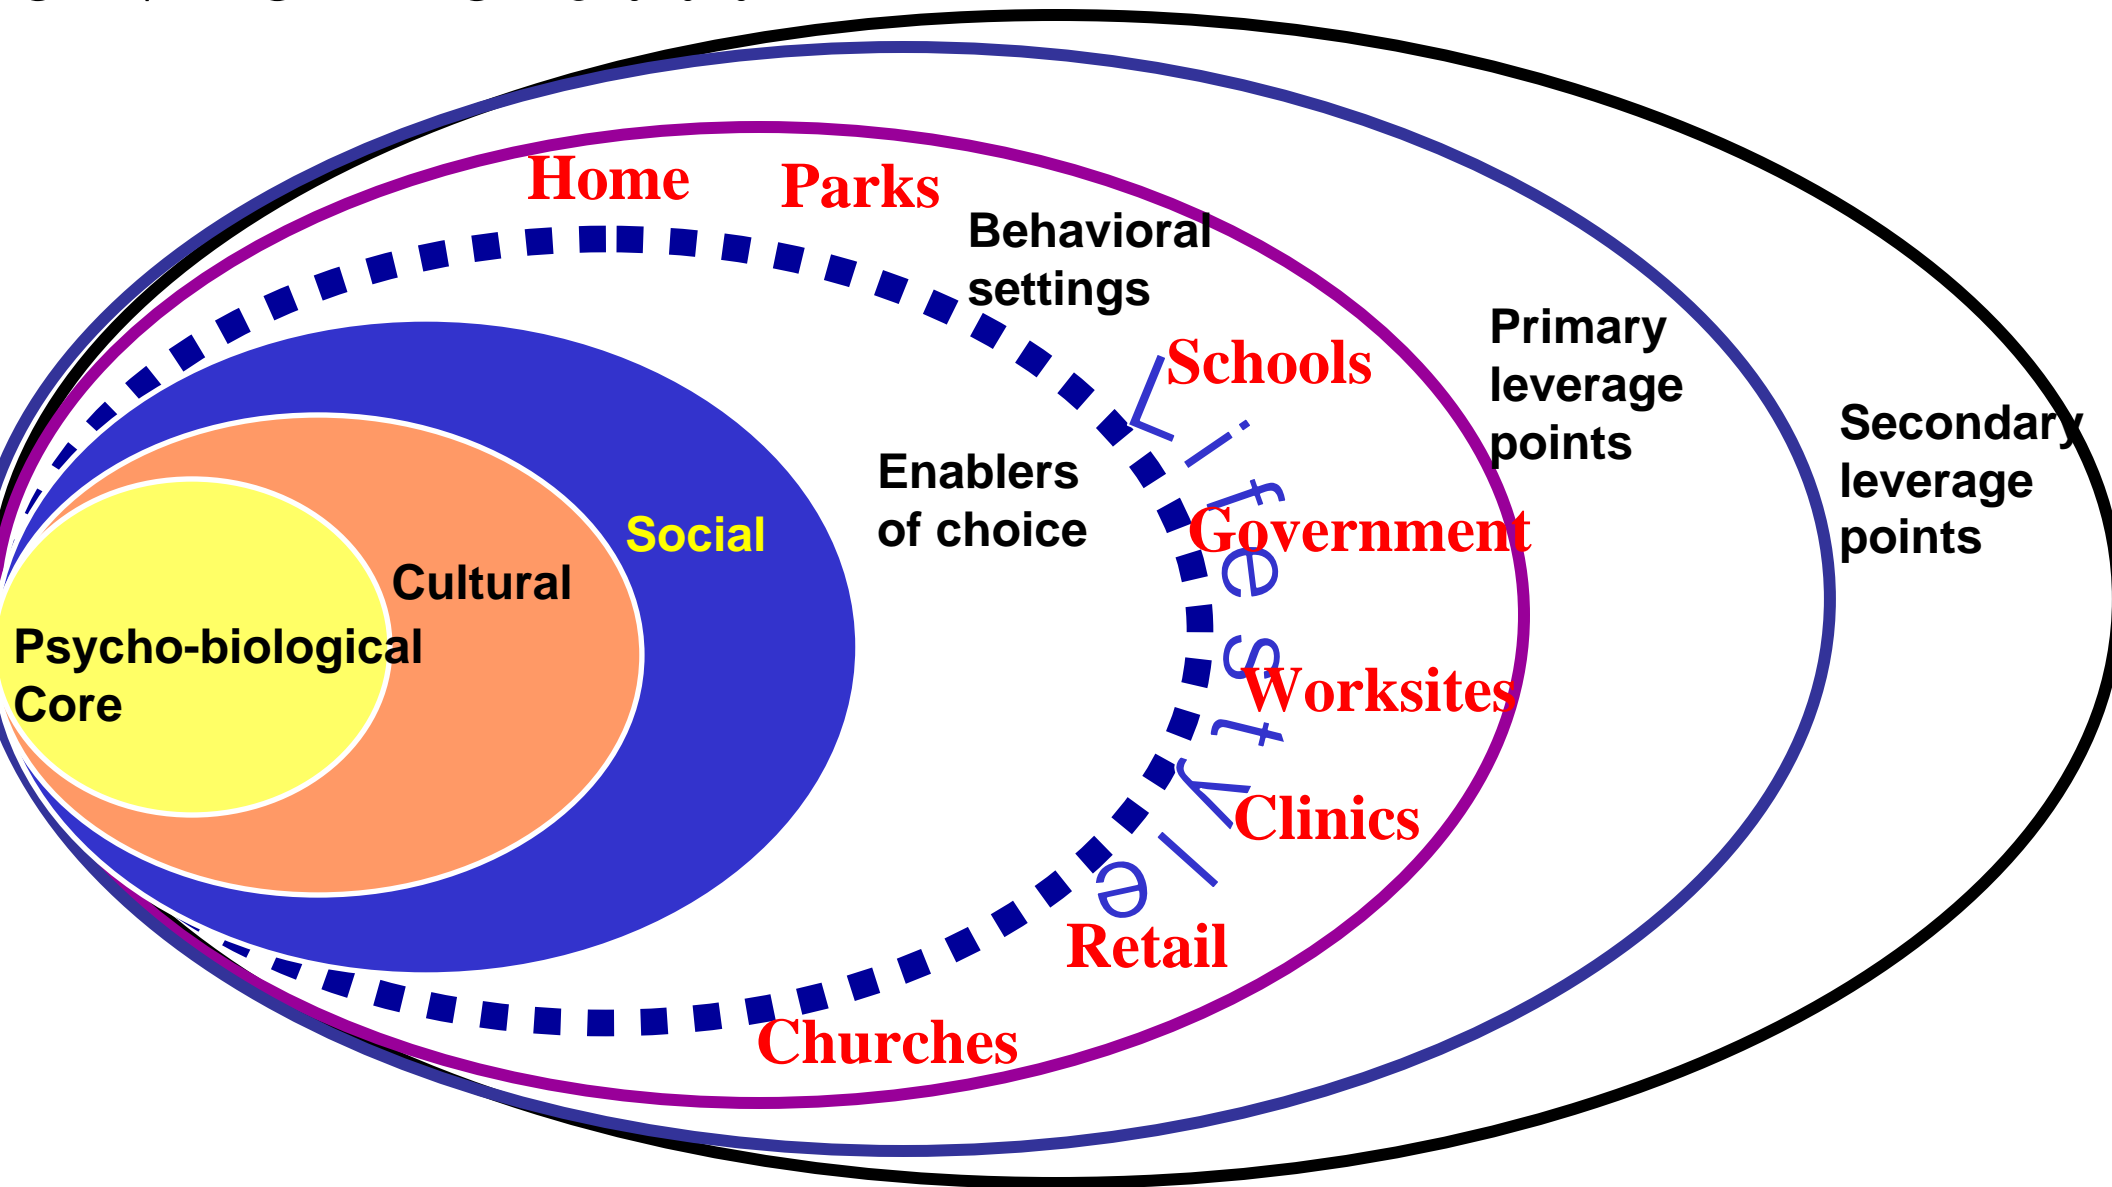 Home
Parks
Behavioral
settings
Schools
Primary
leverage
points
Secondary
leverage
points
Enablers
of choice
Lifestyle
Social
Government
Cultural
Psycho-biological
Core
Worksites
Clinics
Retail
Churches